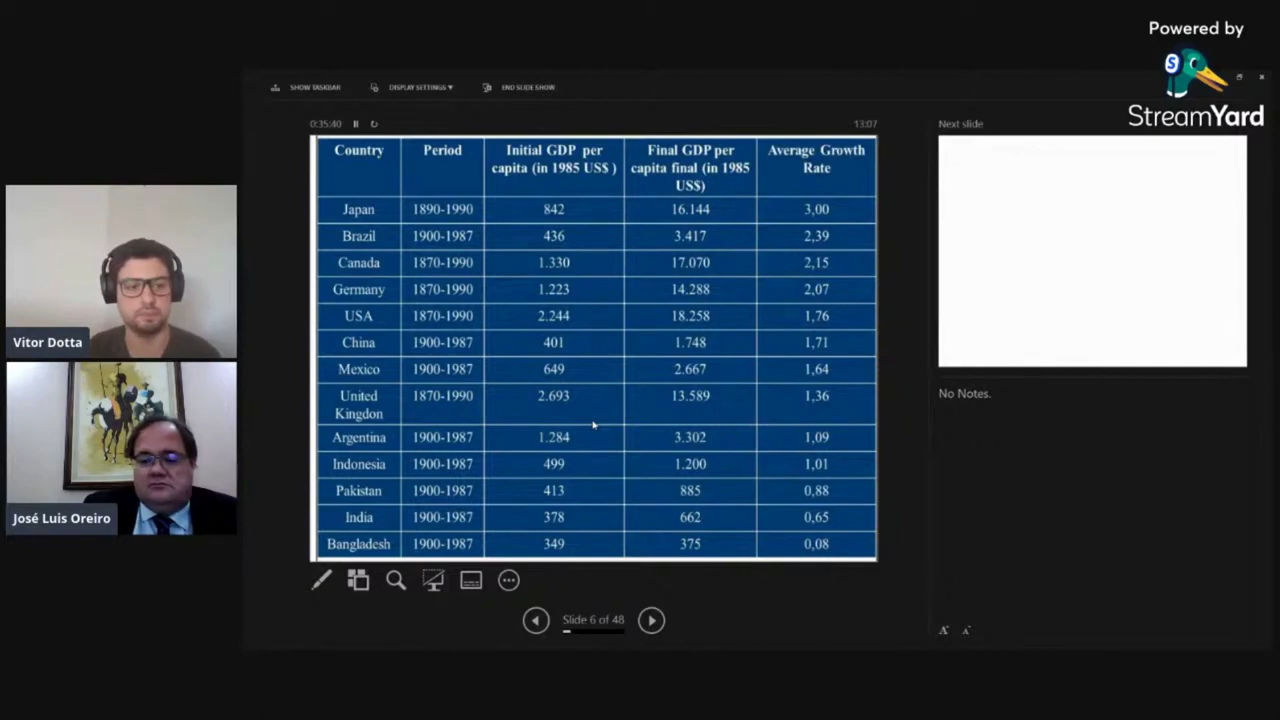 Powered by
StreamYard
SHOW TASKBAR
DISPLAY SETTINGS
END SLIDE SHOW
0:35:40
13:07
Next slide
Country Period Initial GDP per capita (in 1985 US$ ) Final GDP per capita final (in 1985 US$) Average Growth Rate
Japan 1890-1990 842 16.144 3,00
Brazil 1900-1987 436 3.417 2,39
Canada 1870-1990 1.330 17.070 2,15
Germany 1870-1990 1.223 14.288 2,07
USA 1870-1990 2.244 18.258 1,76
China 1900-1987 401 1.748 1,71
Mexico 1900-1987 649 2.667 1,64
United Kingdon 1870-1990 2.693 13.589 1,36
Argentina 1900-1987 1.284 3.302 1,09
Indonesia 1900-1987 499 1.200 1,01
Pakistan 1900-1987 413 885 0,88
India 1900-1987 378 662 0,65
Bangladesh 1900-1987 349 375 0,08
Vitor Dotta
José Luis Oreiro
No Notes.
Slide 6 of 48
A A